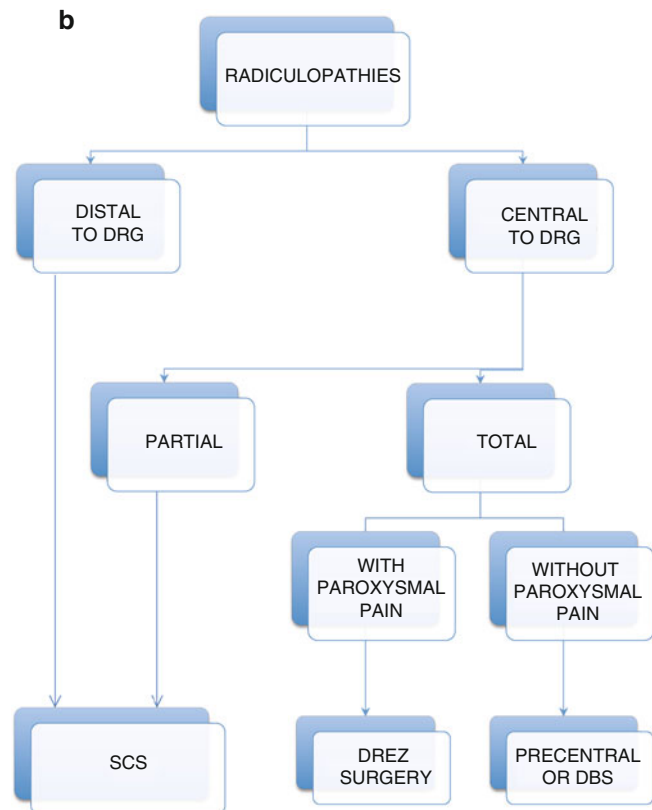 b
RADICULOPATHIES
DISTAL
TO DRG
CENTRAL
TO DRG
PARTIAL
TOTAL
WITH
PAROXYSMAL
PAIN
WITHOUT
PAROXYSMAL
PAIN
SCS
DREZ
SURGERY
PRECENTRAL
OR DBS